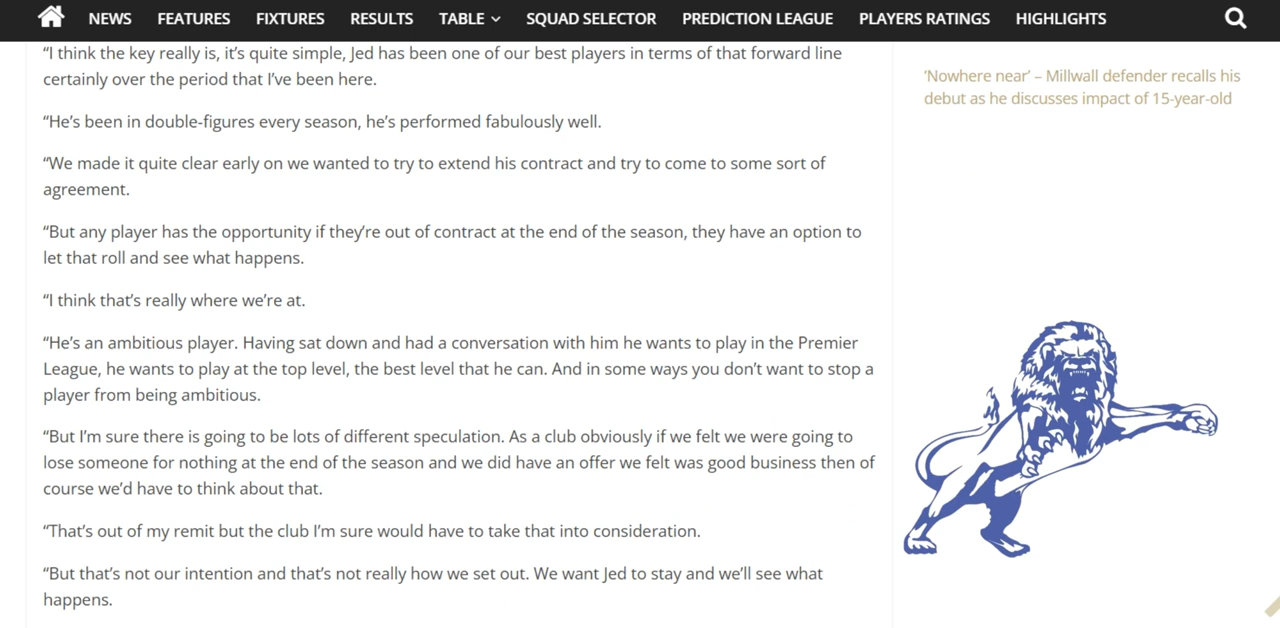 NEWS FEATURES FIXTURES RESULTS TABLE SQUAD SELECTOR PREDICTION LEAGUE PLAYERS RATINGS HIGHLIGHTS
“I think the key really is, it’s quite simple, Jed has been one of our best players in terms of that forward line
certainly over the period that I’ve been here.
“He’s been in double-figures every season, he’s performed fabulously well.
“We made it quite clear early on we wanted to try to extend his contract and try to come to some sort of
agreement.
“But any player has the opportunity if they’re out of contract at the end of the season, they have an option to
let that roll and see what happens.
“I think that’s really where we’re at.
“He’s an ambitious player. Having sat down and had a conversation with him he wants to play in the Premier
League, he wants to play at the top level, the best level that he can. And in some ways you don’t want to stop a
player from being ambitious.
“But I’m sure there is going to be lots of different speculation. As a club obviously if we felt we were going to
lose someone for nothing at the end of the season and we did have an offer we felt was good business then of
course we’d have to think about that.
“That’s out of my remit but the club I’m sure would have to take that into consideration.
“But that’s not our intention and that’s not really how we set out. We want Jed to stay and we’ll see what
happens.
‘Nowhere near’ – Millwall defender recalls his
debut as he discusses impact of 15-year-old